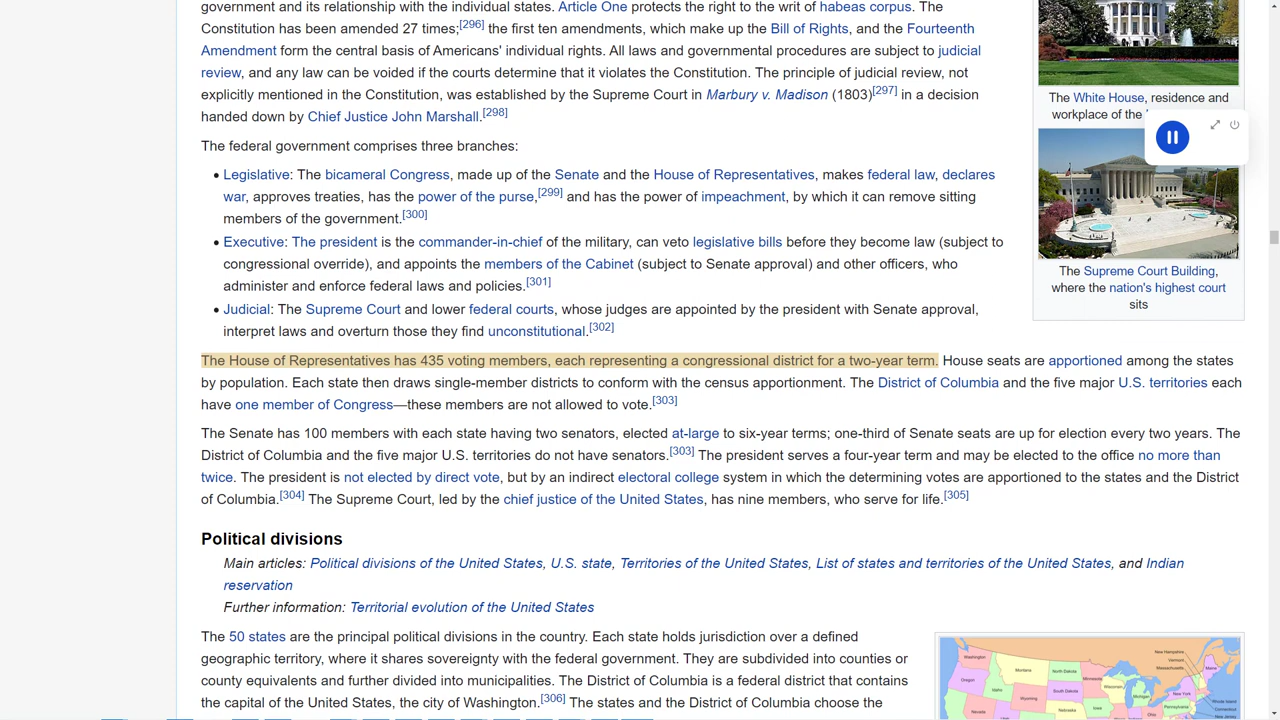 government and its relationship with the individual states. Article One protects the right to the writ of habeas corpus. The
Constitution has been amended 27 times;[296] the first ten amendments, which make up the Bill of Rights, and the Fourteenth
Amendment form the central basis of Americans' individual rights. All laws and governmental procedures are subject to judicial
review, and any law can be voided if the courts determine that it violates the Constitution. The principle of judicial review, not
explicitly mentioned in the Constitution, was established by the Supreme Court in Marbury v. Madison (1803)[297] in a decision
handed down by Chief Justice John Marshall.[298]
The federal government comprises three branches:
• Legislative: The bicameral Congress, made up of the Senate and the House of Representatives, makes federal law, declares
war, approves treaties, has the power of the purse,[299] and has the power of impeachment, by which it can remove sitting
members of the government.[300]
• Executive: The president is the commander-in-chief of the military, can veto legislative bills before they become law (subject to
congressional override), and appoints the members of the Cabinet (subject to Senate approval) and other officers, who
administer and enforce federal laws and policies.[301]
• Judicial: The Supreme Court and lower federal courts, whose judges are appointed by the president with Senate approval,
interpret laws and overturn those they find unconstitutional.[302]
The White House, residence and
workplace of the
The Supreme Court Building,
where the nation's highest court
sits
The House of Representatives has 435 voting members, each representing a congressional district for a two-year term. House seats are apportioned among the states
by population. Each state then draws single-member districts to conform with the census apportionment. The District of Columbia and the five major U.S. territories each
have one member of Congress—these members are not allowed to vote.[303]
The Senate has 100 members with each state having two senators, elected at-large to six-year terms; one-third of Senate seats are up for election every two years. The
District of Columbia and the five major U.S. territories do not have senators.[303] The president serves a four-year term and may be elected to the office no more than
twice. The president is not elected by direct vote, but by an indirect electoral college system in which the determining votes are apportioned to the states and the District
of Columbia.[304] The Supreme Court, led by the chief justice of the United States, has nine members, who serve for life.[305]
Political divisions
Main articles: Political divisions of the United States, U.S. state, Territories of the United States, List of states and territories of the United States, and Indian
reservation
Further information: Territorial evolution of the United States
The 50 states are the principal political divisions in the country. Each state holds jurisdiction over a defined
geographic territory, where it shares sovereignty with the federal government. They are subdivided into counties or
county equivalents and further divided into municipalities. The District of Columbia is a federal district that contains
the capital of the United States, the city of Washington.[306] The states and the District of Columbia choose the
Washington
Montana
North Dakota
Minnesota
New Hampshire
Vermont
Massachusetts
Maine
Oregon
Idaho
Wyoming
South Dakota
Wisconsin
Michigan
New York
Nevada
Nebraska
Iowa
Pennsylvania
Rhode Island
Connecticut